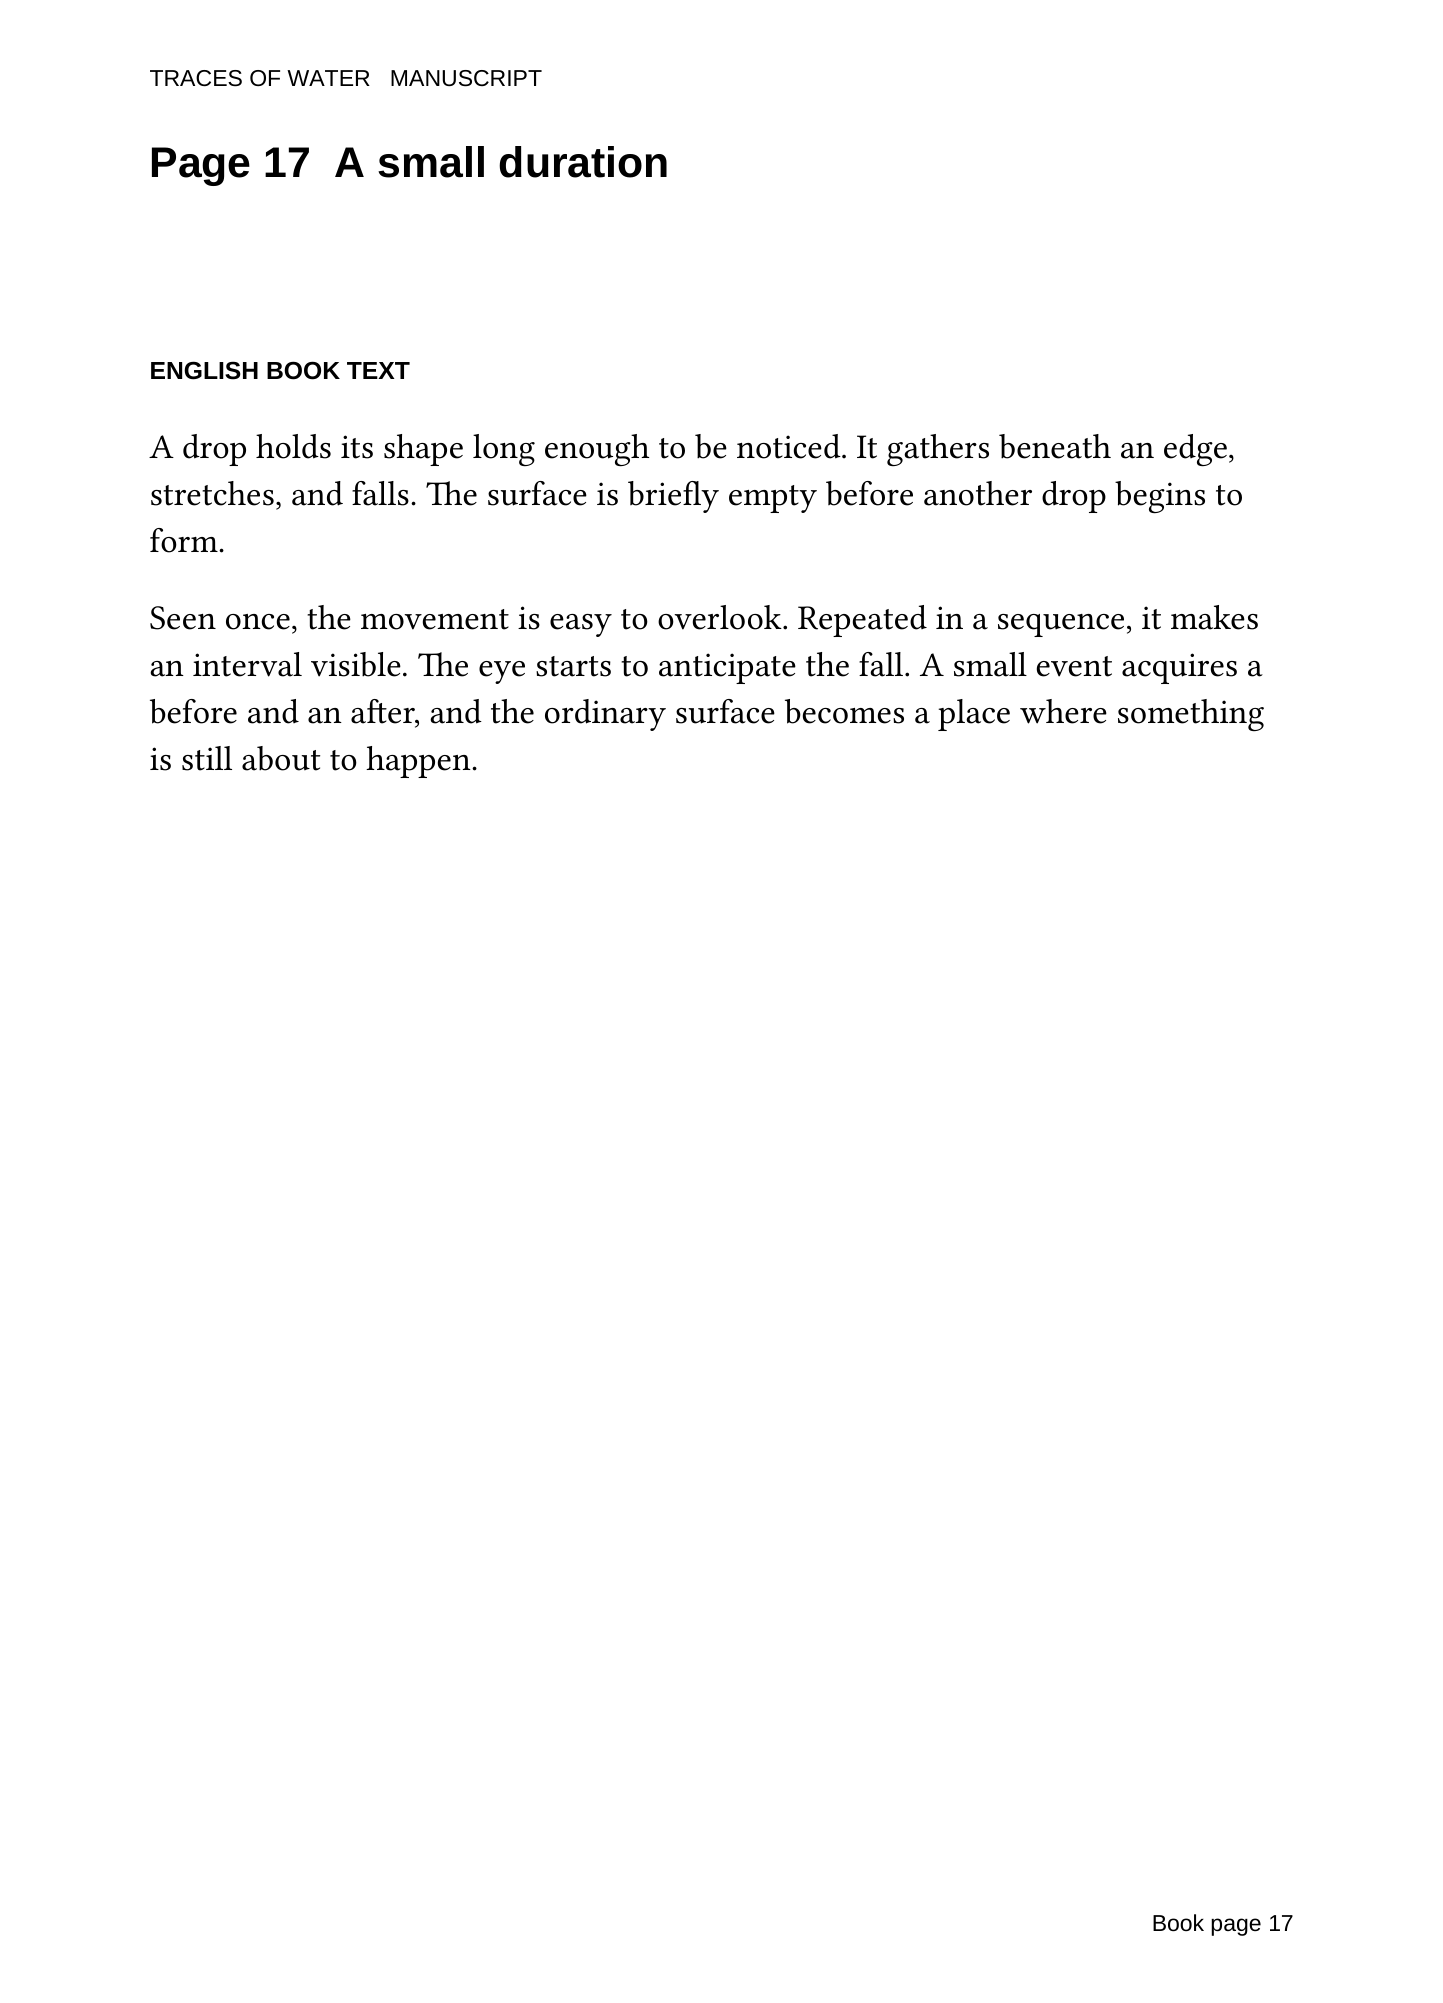 TRACES OF WATER MANUSCRIPT
Page 17 A small duration
ENGLISH BOOK TEXT
A drop holds its shape long enough to be noticed. It gathers beneath an edge,
stretches, and falls. The surface is briefly empty before another drop begins to
form.
Seen once, the movement is easy to overlook. Repeated in a sequence, it makes
an interval visible. The eye starts to anticipate the fall. A small event acquires a
before and an after, and the ordinary surface becomes a place where something
is still about to happen.
Book page 17